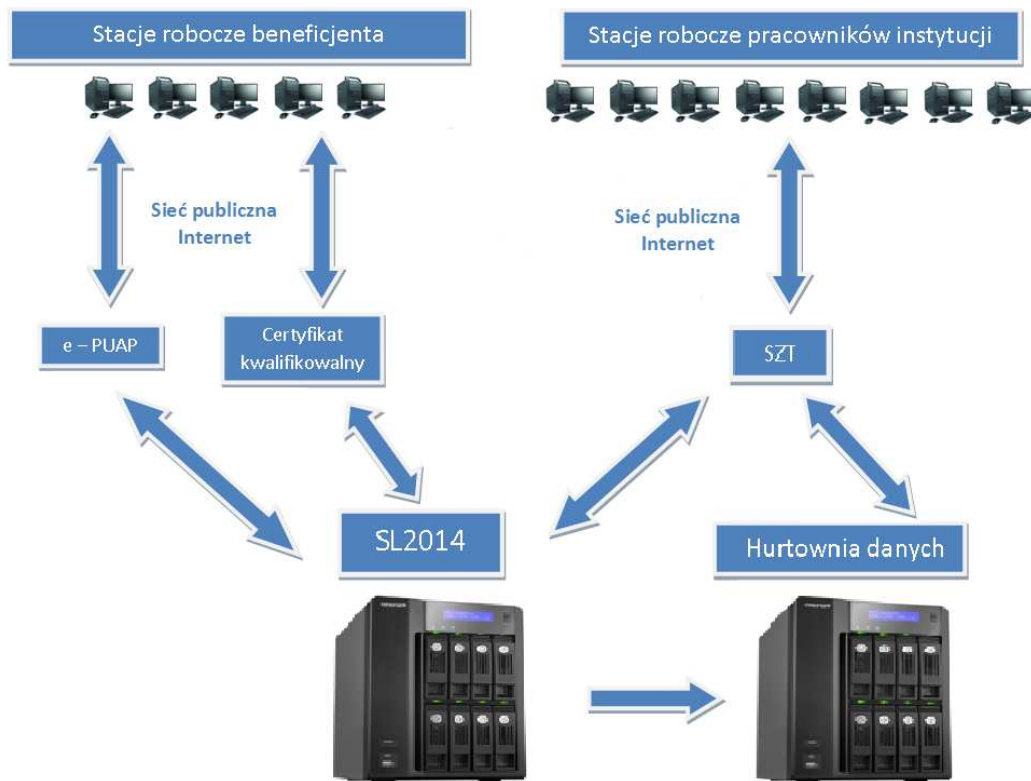 Stacje robocze beneficjenta
Stacje robocze pracowników instytucji
Sieć publiczna
Internet
Sieć publiczna
Internet
e – PUAP
Certyfikat
kwalifikowalny
SZT
SL2014
Hurtownia danych